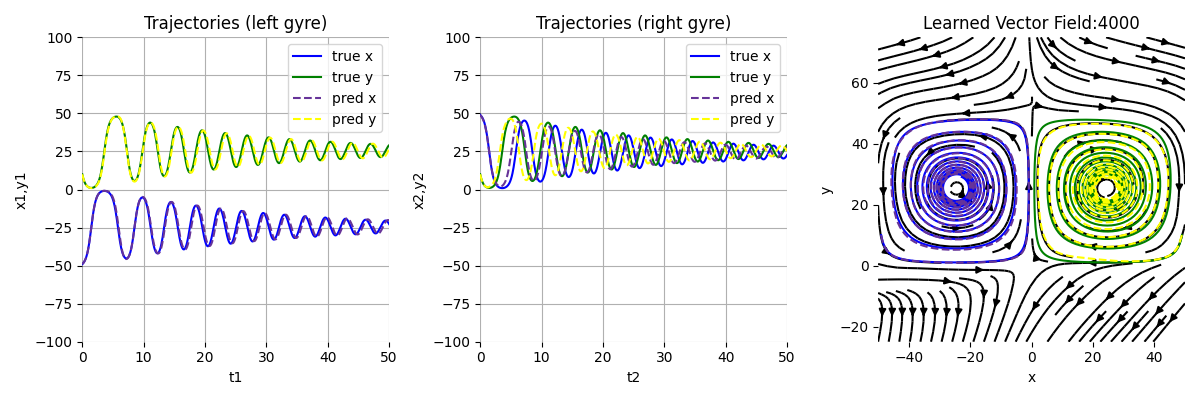 Trajectories (left gyre)
100
75
50
25
0
−25
−50
−75
−100
0
10
20
30
40
50
x1,y1
t1
true x
true y
pred x
pred y
Trajectories (right gyre)
100
75
50
25
0
−25
−50
−75
−100
0
10
20
30
40
50
x2,y2
t2
true x
true y
pred x
pred y
Learned Vector Field:4000
60
40
20
0
−20
−40
−20
0
20
40
y
x